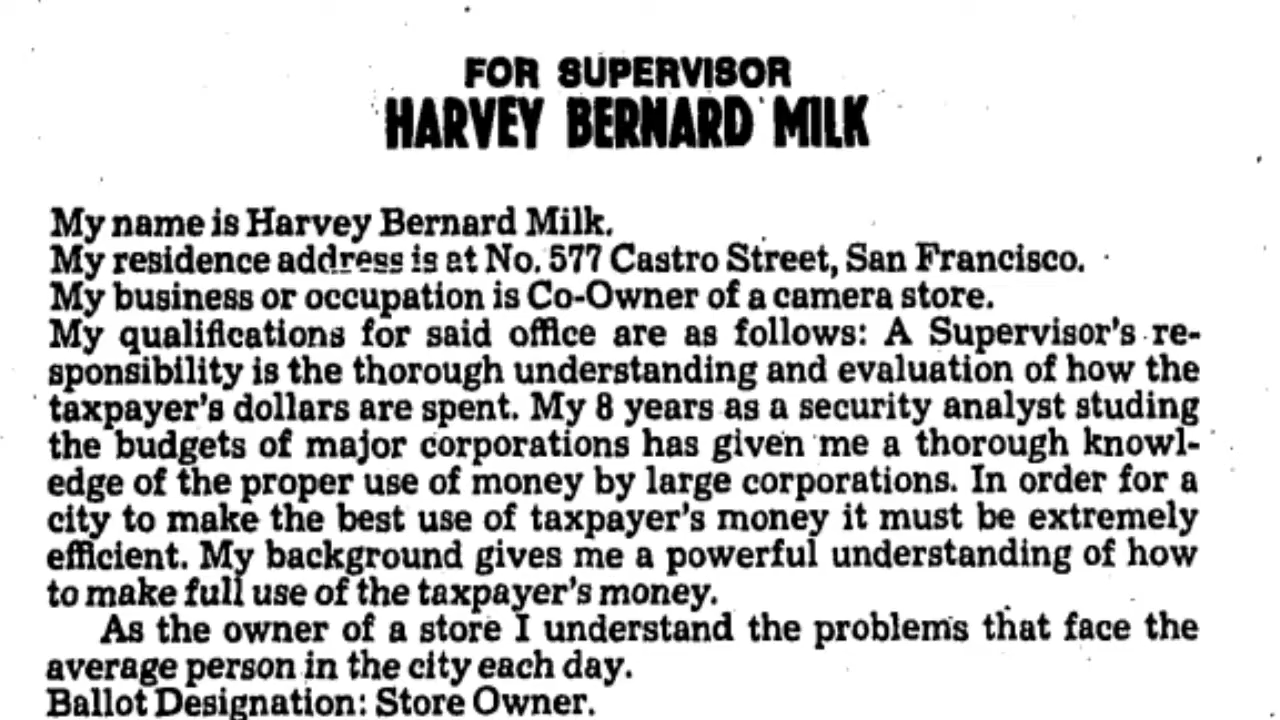 FOR SUPERVISOR
HARVEY BERNARD MILK
My name is Harvey Bernard Milk.
My residence address is at No. 577 Castro Street, San Francisco.
My business or occupation is Co-Owner of a camera store.
My qualifications for said office are as follows: A Supervisor's re-
sponsibility is the thorough understanding and evaluation of how the
taxpayer's dollars are spent. My 8 years as a security analyst studing
the budgets of major corporations has given me a thorough knowl-
edge of the proper use of money by large corporations. In order for a
city to make the best use of taxpayer's money it must be extremely
efficient. My background gives me a powerful understanding of how
to make full use of the taxpayer's money.
As the owner of a store I understand the problems that face the
average person in the city each day.
Ballot Designation: Store Owner.